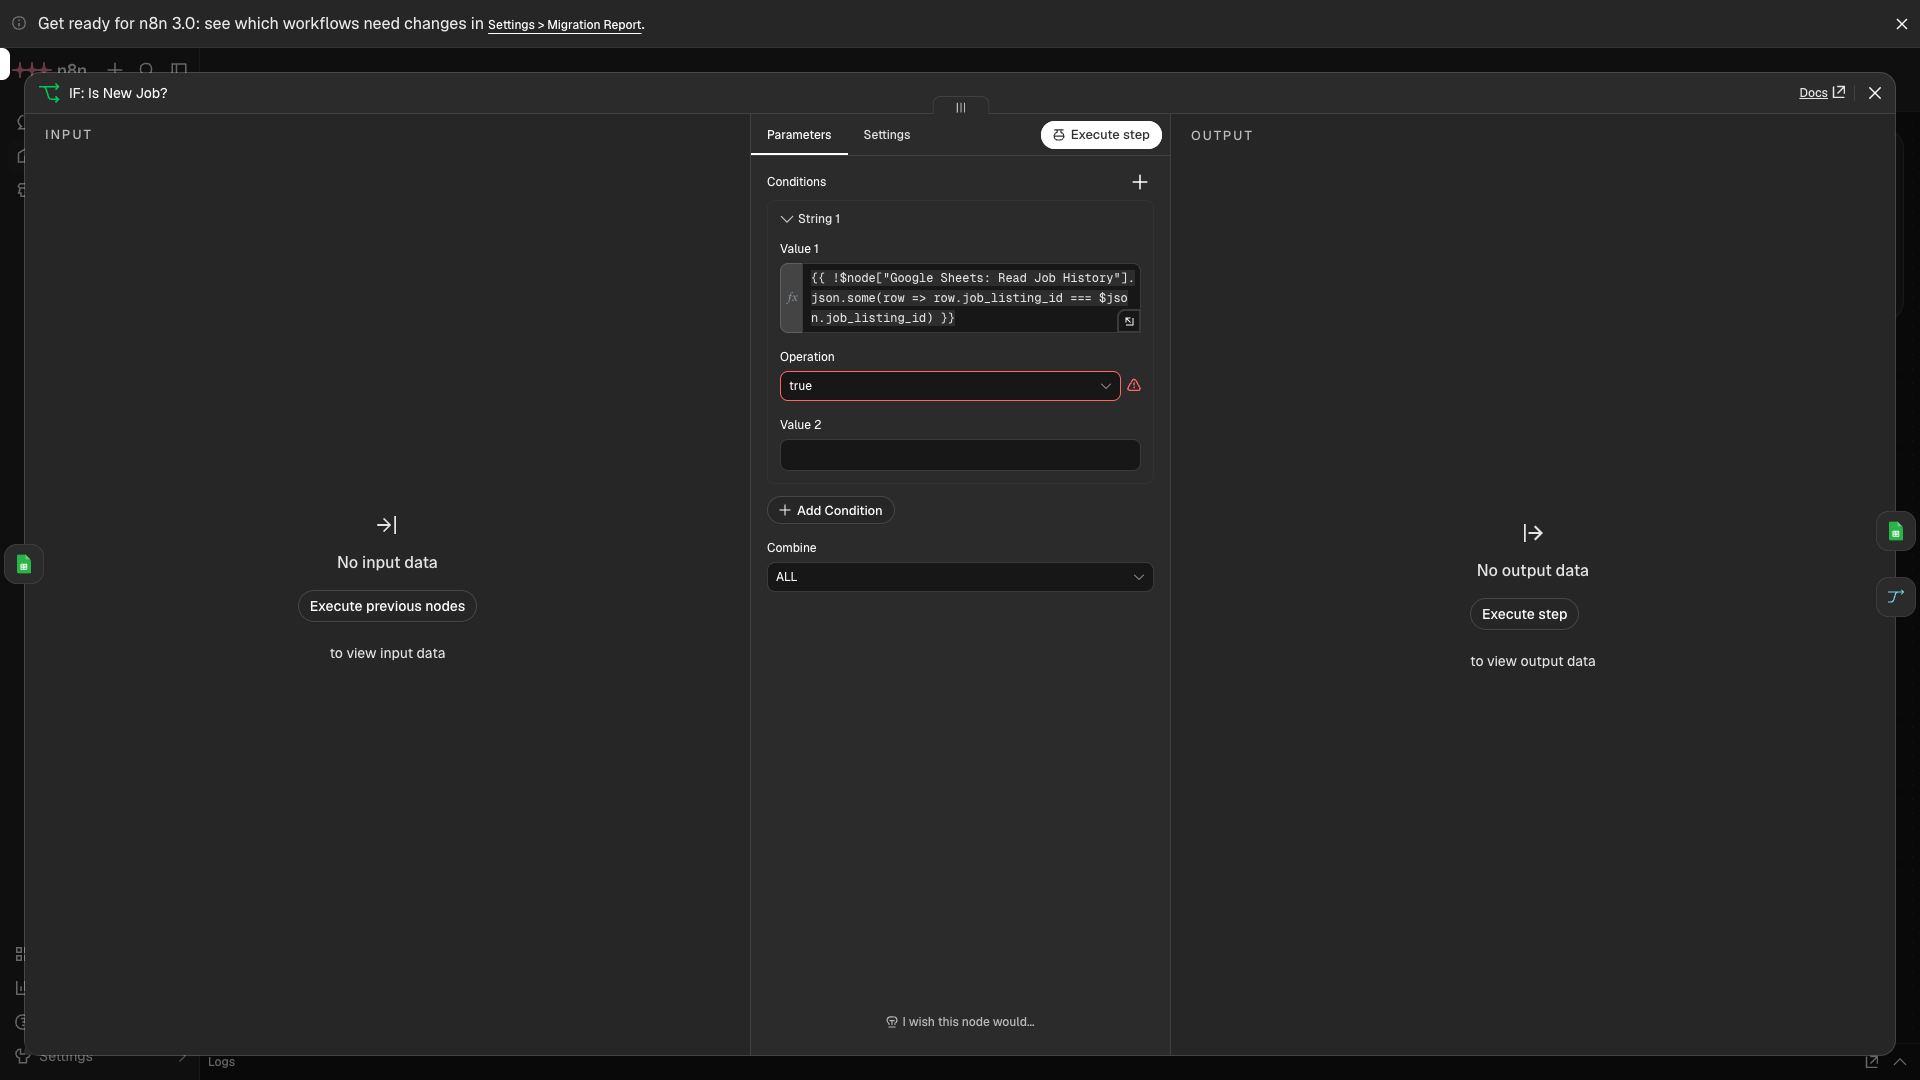 Get ready for n8n 3.0: see which workflows need changes in Settings > Migration Report.
n8n
IF: Is New Job?
Docs
INPUT
Parameters
Settings
Execute step
OUTPUT
Conditions
String 1
Value 1
fx
{{ !$node["Google Sheets: Read Job History"].
json.some(row => row.job_listing_id === $jso
n.job_listing_id) }}
Operation
true
Value 2
Add Condition
Combine
ALL
No input data
Execute previous nodes
to view input data
No output data
Execute step
to view output data
I wish this node would...
Settings
Logs